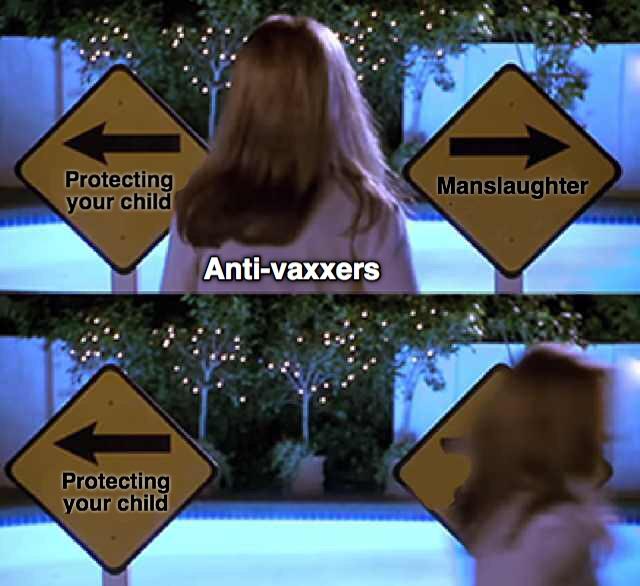 Protecting
your child
Manslaughter
Anti-vaxxers
Protecting
your child